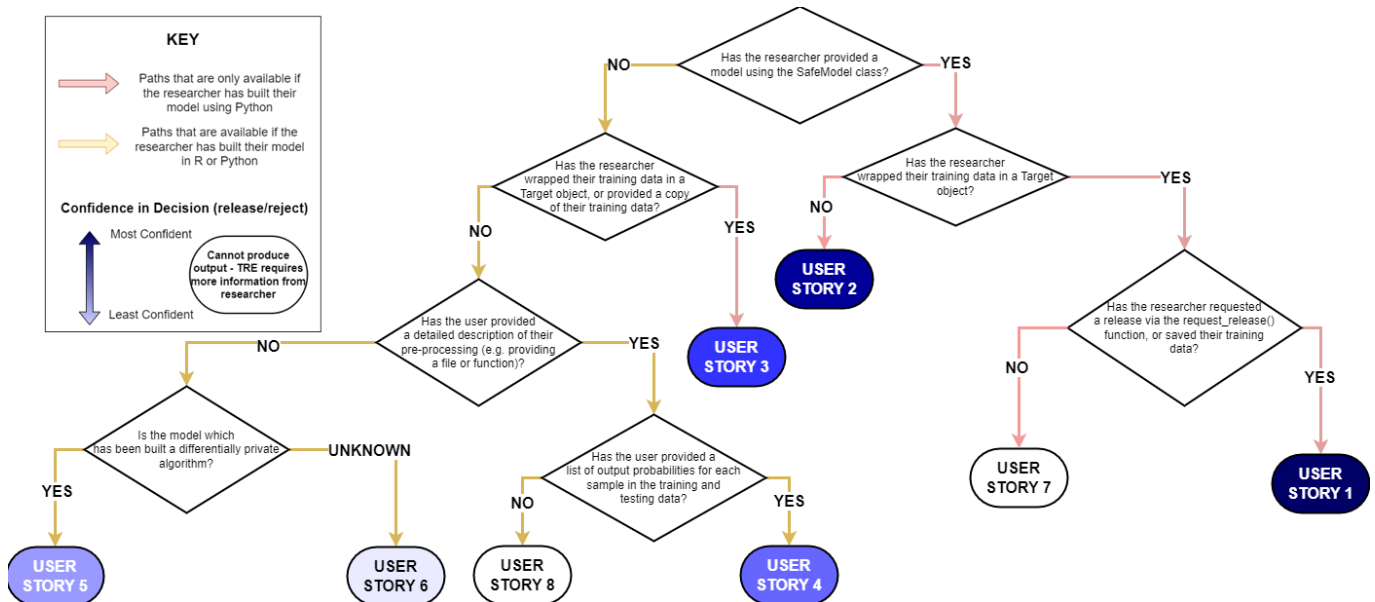 KEY
Paths that are only available if
the researcher has built their
model using Python
Paths that are available if the
researcher has built their model
in R or Python
Confidence in Decision (release/reject)
Most Confident
Cannot produce
output - TRE requires
more information from
researcher
Least Confident
Has the researcher provided a
model using the SafeModel class?
NO
YES
Has the researcher
wrapped their training data in a
Target object, or provided a copy
of their training data?
NO
YES
Has the researcher
wrapped their training data in a Target
object?
NO
YES
USER
STORY 2
USER
STORY 3
Has the user provided
a detailed description of their
pre-processing (e.g. providing
a file or function)?
NO
YES
Has the researcher requested
a release via the request_release()
function, or saved their training
data?
NO
YES
Is the model which
has been built a differentially private
algorithm?
YES
UNKNOWN
Has the user provided a
list of output probabilities for each
sample in the training and
testing data?
NO
YES
USER
STORY 7
USER
STORY 1
USER
STORY 5
USER
STORY 6
USER
STORY 8
USER
STORY 4